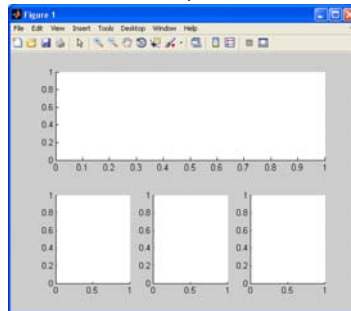 Figure 1
File Edit View Insert Tools Desktop Window Help
1
0.8
0.6
0.4
0.2
0
0 0.1 0.2 0.3 0.4 0.5 0.6 0.7 0.8 0.9 1
1 1 1
0.8 0.8 0.8
0.6 0.6 0.6
0.4 0.4 0.4
0.2 0.2 0.2
0 0 0
0 0.5 1 0 0.5 1 0 0.5 1